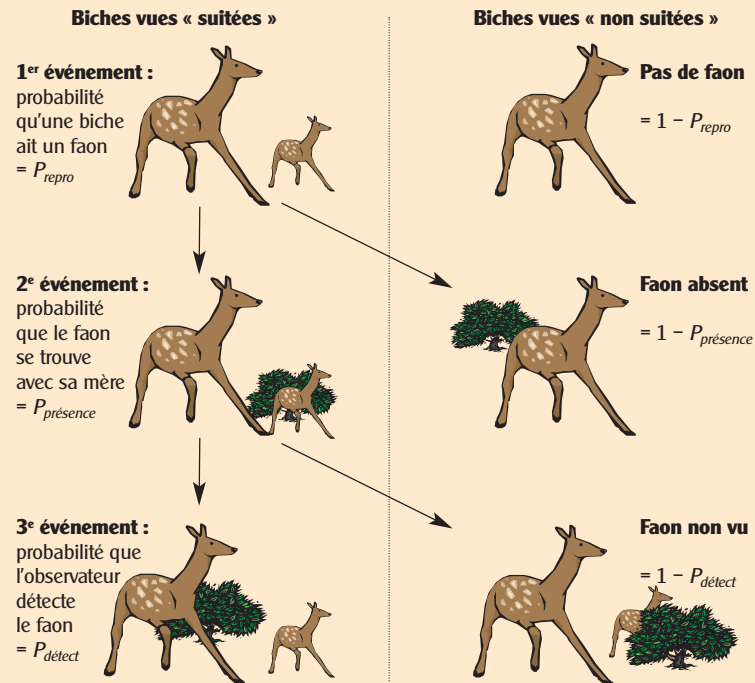 Biches vues « suitées »
Biches vues « non suitées »
1er événement :
probabilité
qu'une biche
ait un faon
= Prepro
Pas de faon
= 1 – Prepro
2e événement :
probabilité
que le faon
se trouve
avec sa mère
= Pprésence
Faon absent
= 1 – Pprésence
3e événement :
probabilité que
l'observateur
détecte
le faon
= Pdétect
Faon non vu
= 1 – Pdétect